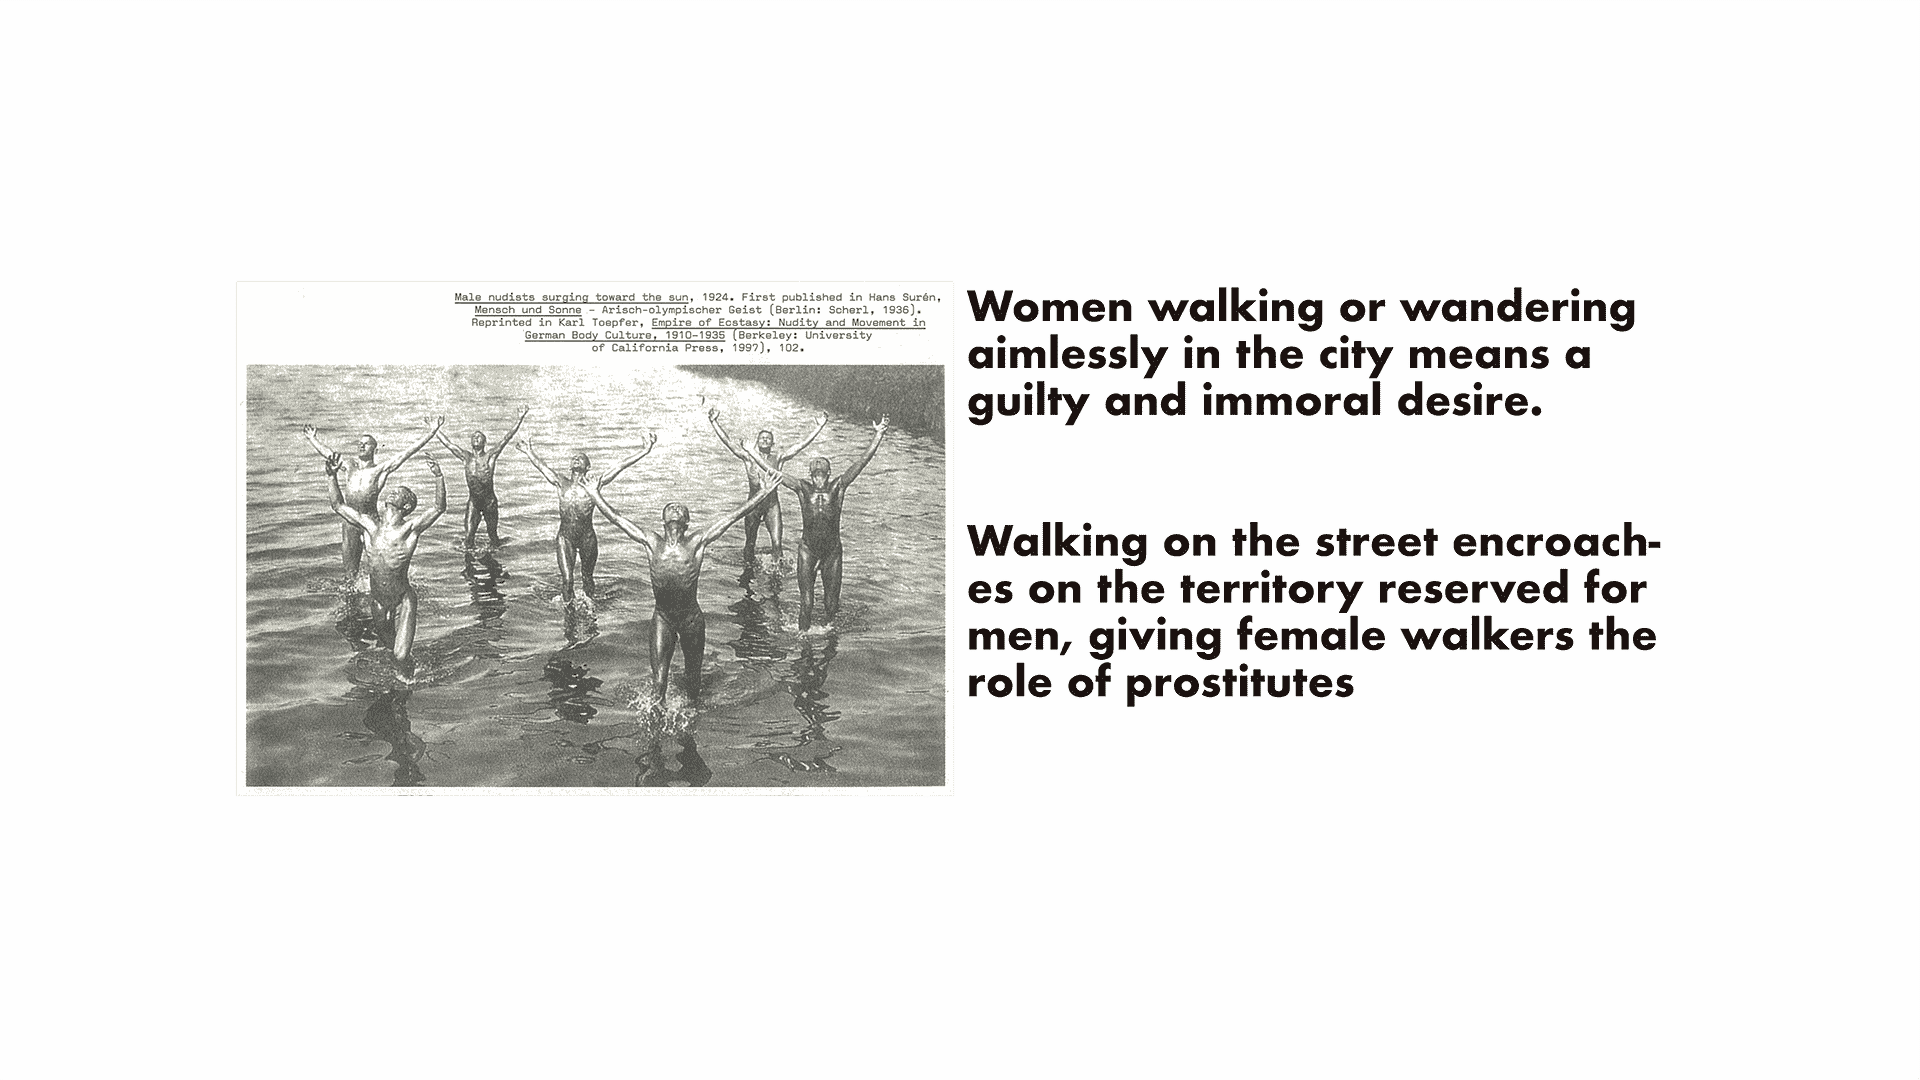 Male nudists surging toward the sun, 1924. First published in Hans Surén,
Mensch und Sonne – Arisch-olympischer Geist (Berlin: Scherl, 1936).
Reprinted in Karl Toepfer, Empire of Ecstasy: Nudity and Movement in
German Body Culture, 1910–1935 (Berkeley: University
of California Press, 1997), 102.
Women walking or wandering
aimlessly in the city means a
guilty and immoral desire.
Walking on the street encroach-
es on the territory reserved for
men, giving female walkers the
role of prostitutes